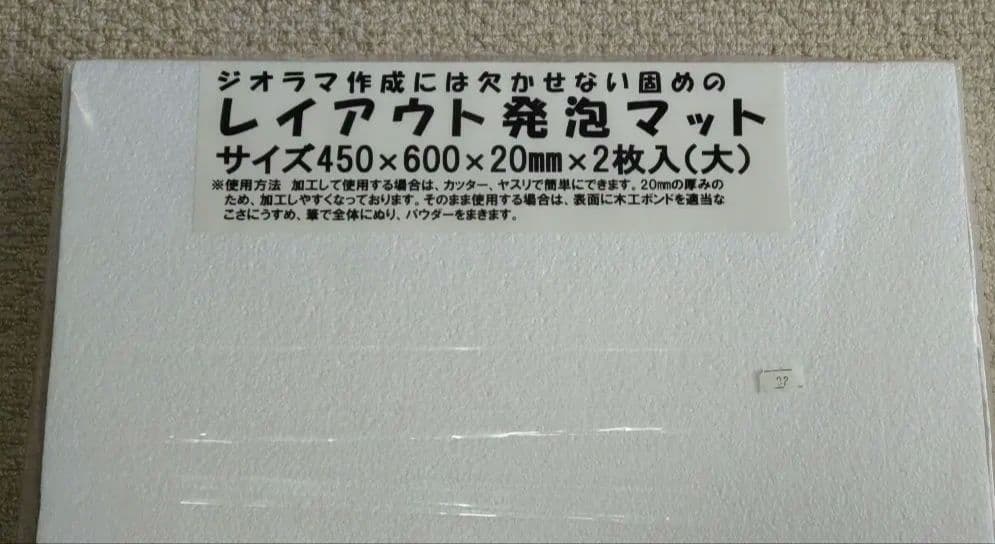 ジオラマ作成には欠かせない固めの
レイアウト発泡マット
サイズ450×600×20mm×2枚入(大)
※使用方法 加工して使用する場合は、カッター、ヤスリで簡単にできます。20mmの厚みの
ため、加工しやすくなっております。そのまま使用する場合は、表面に木工ボンドを適当な
こさにうすめ、筆で全体にぬり、パウダーをまきます。